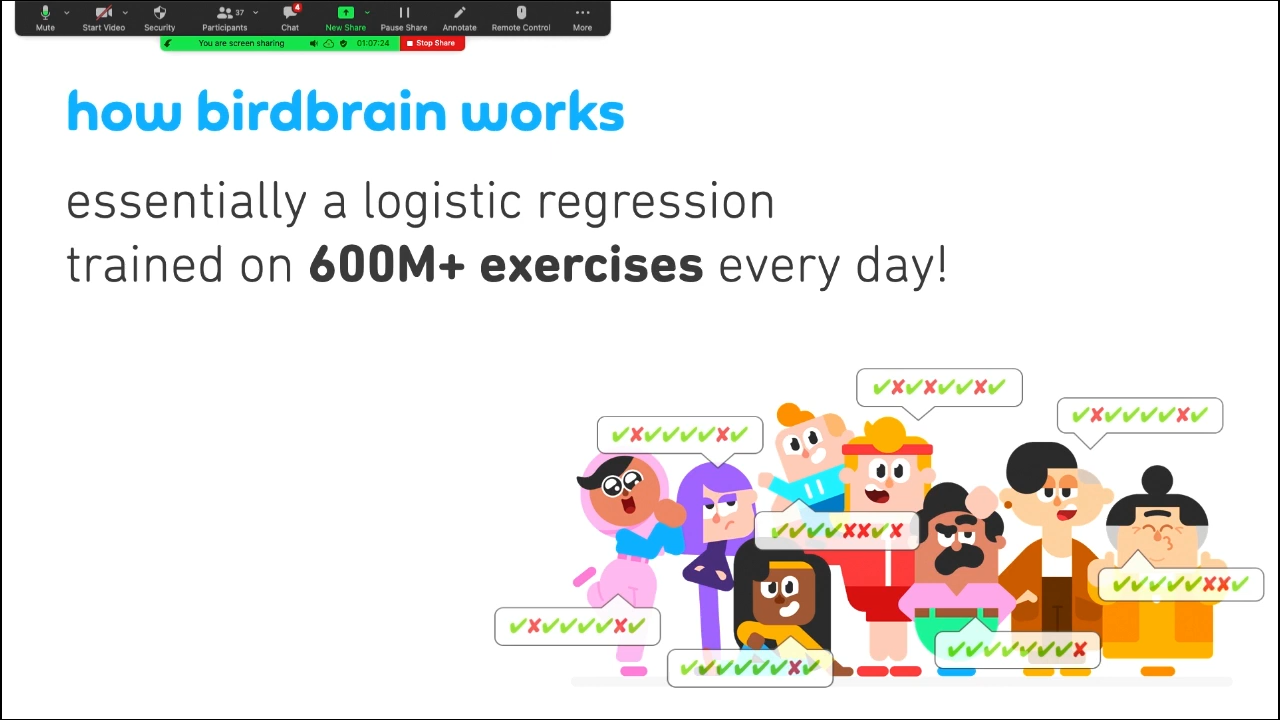 37
4
Mute
Start Video
Security
Participants
Chat
New Share
Pause Share
Annotate
Remote Control
More
You are screen sharing
01:07:24
Stop Share
how birdbrain works
essentially a logistic regression
trained on 600M+ exercises every day!
✓✗✓✗✓✓✗✓
✓✗✓✓✓✓✗✓
✓✗✓✓✓✓✗✓
✓✓✓✓✗✗✓✗
✓✓✓✓✓✗✗✓
✓✗✓✓✓✓✗✓
✓✓✓✓✓✓✓✗
✓✓✓✓✓✓✗✓